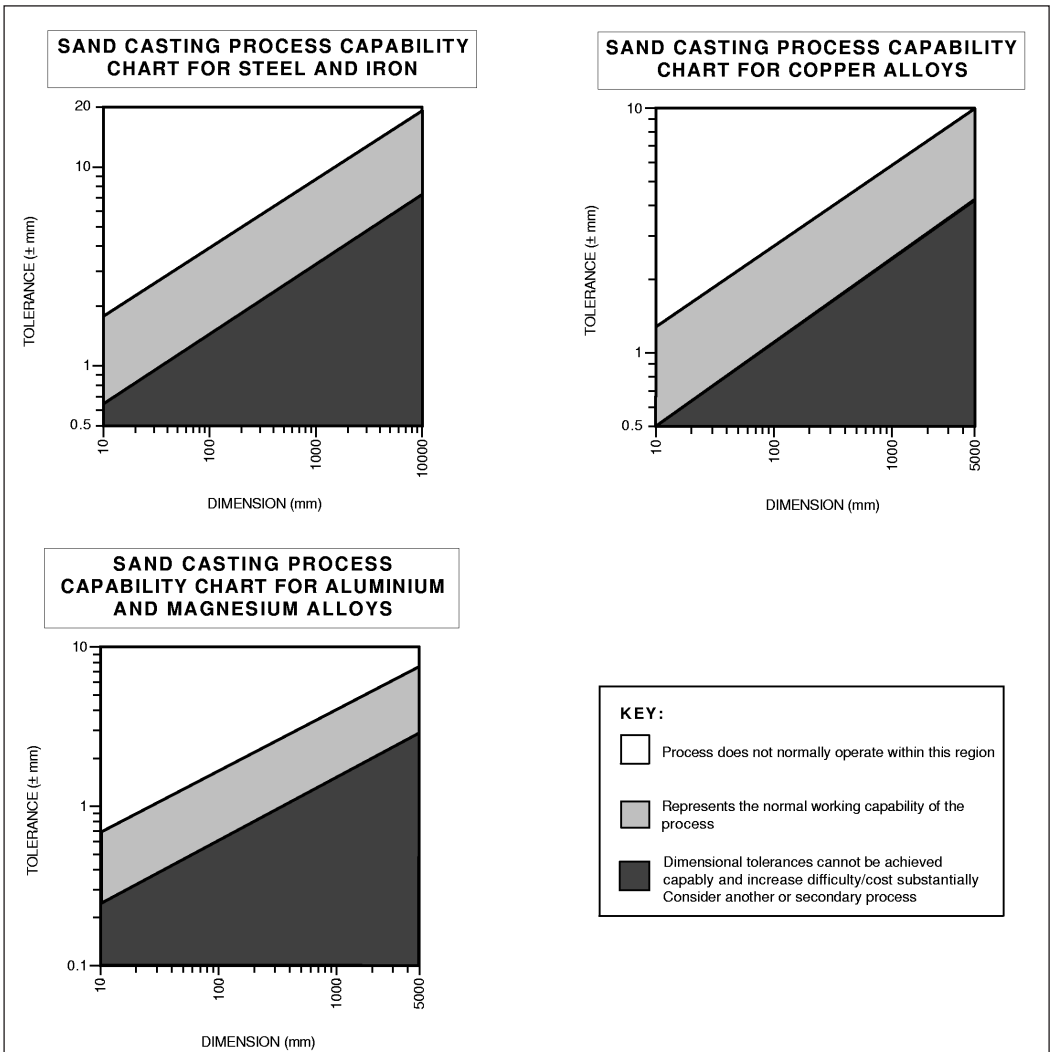 SAND CASTING PROCESS CAPABILITY
CHART FOR STEEL AND IRON
20
10
1
0.5
TOLERANCE (± mm)
10
100
1000
10000
DIMENSION (mm)
SAND CASTING PROCESS CAPABILITY
CHART FOR COPPER ALLOYS
10
1
0.5
TOLERANCE (± mm)
10
100
1000
5000
DIMENSION (mm)
SAND CASTING PROCESS
CAPABILITY CHART FOR ALUMINIUM
AND MAGNESIUM ALLOYS
10
1
0.1
TOLERANCE (± mm)
10
100
1000
5000
DIMENSION (mm)
KEY:
Process does not normally operate within this region
Represents the normal working capability of the
process
Dimensional tolerances cannot be achieved
capably and increase difficulty/cost substantially
Consider another or secondary process